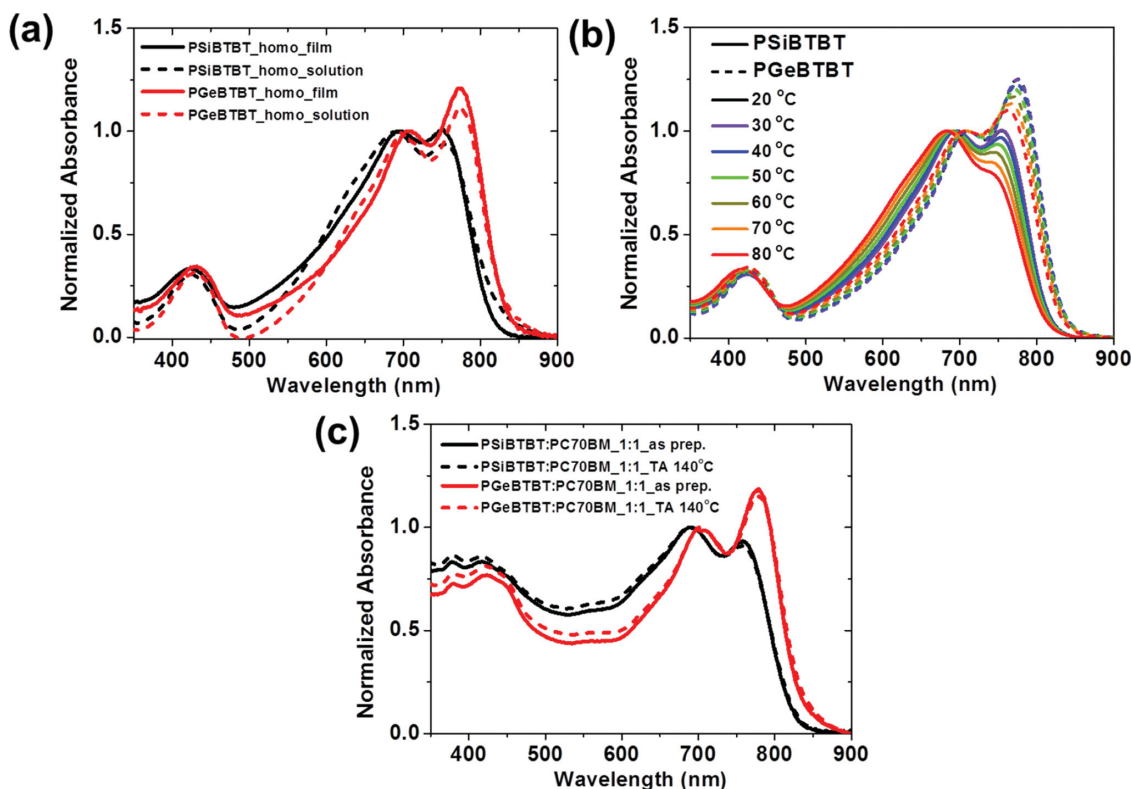 (a)
1.5
1.0
0.5
0.0
Normalized Absorbance
PSiBTBT_homo_film
PSiBTBT_homo_solution
PGeBTBT_homo_film
PGeBTBT_homo_solution
400 500 600 700 800 900
Wavelength (nm)
(b)
1.5
1.0
0.5
0.0
Normalized Absorbance
PSiBTBT
PGeBTBT
20 °C
30 °C
40 °C
50 °C
60 °C
70 °C
80 °C
400 500 600 700 800 900
Wavelength (nm)
(c)
1.5
1.0
0.5
0.0
Normalized Absorbance
PSiBTBT:PC70BM_1:1_as prep.
PSiBTBT:PC70BM_1:1_TA 140°C
PGeBTBT:PC70BM_1:1_as prep.
PGeBTBT:PC70BM_1:1_TA 140°C
400 500 600 700 800 900
Wavelength (nm)